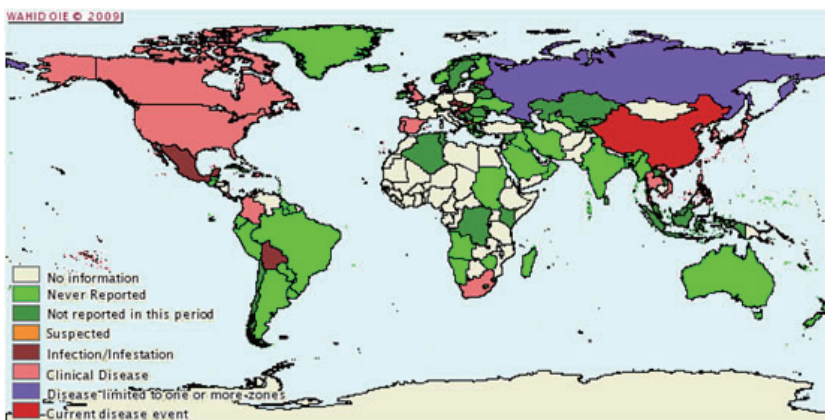 WAHID OIE © 2009
No information
Never Reported
Not reported in this period
Suspected
Infection/Infestation
Clinical Disease
Disease limited to one or more-zones
Current disease event